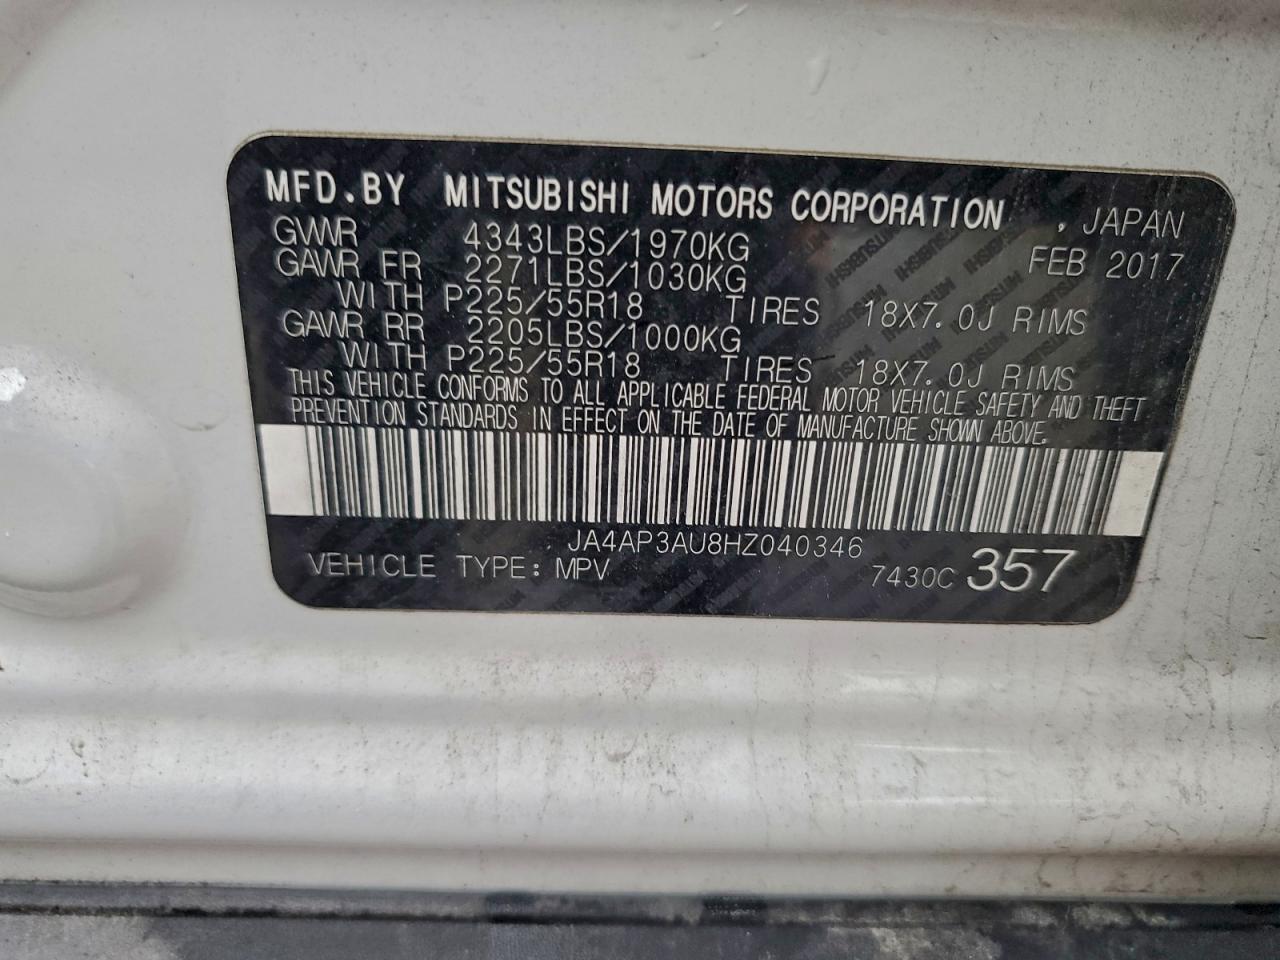 MFD.BY MITSUBISHI MOTORS CORPORATION , JAPAN
GVWR 4343LBS/1970KG FEB 2017
GAWR FR 2271LBS/1030KG
WITH P225/55R18 TIRES 18X7.0J RIMS
GAWR RR 2205LBS/1000KG
WITH P225/55R18 TIRES 18X7.0J RIMS
THIS VEHICLE CONFORMS TO ALL APPLICABLE FEDERAL MOTOR VEHICLE SAFETY AND THEFT
PREVENTION STANDARDS IN EFFECT ON THE DATE OF MANUFACTURE SHOWN ABOVE.
JA4AP3AU8HZ040346
VEHICLE TYPE: MPV 7430C 357